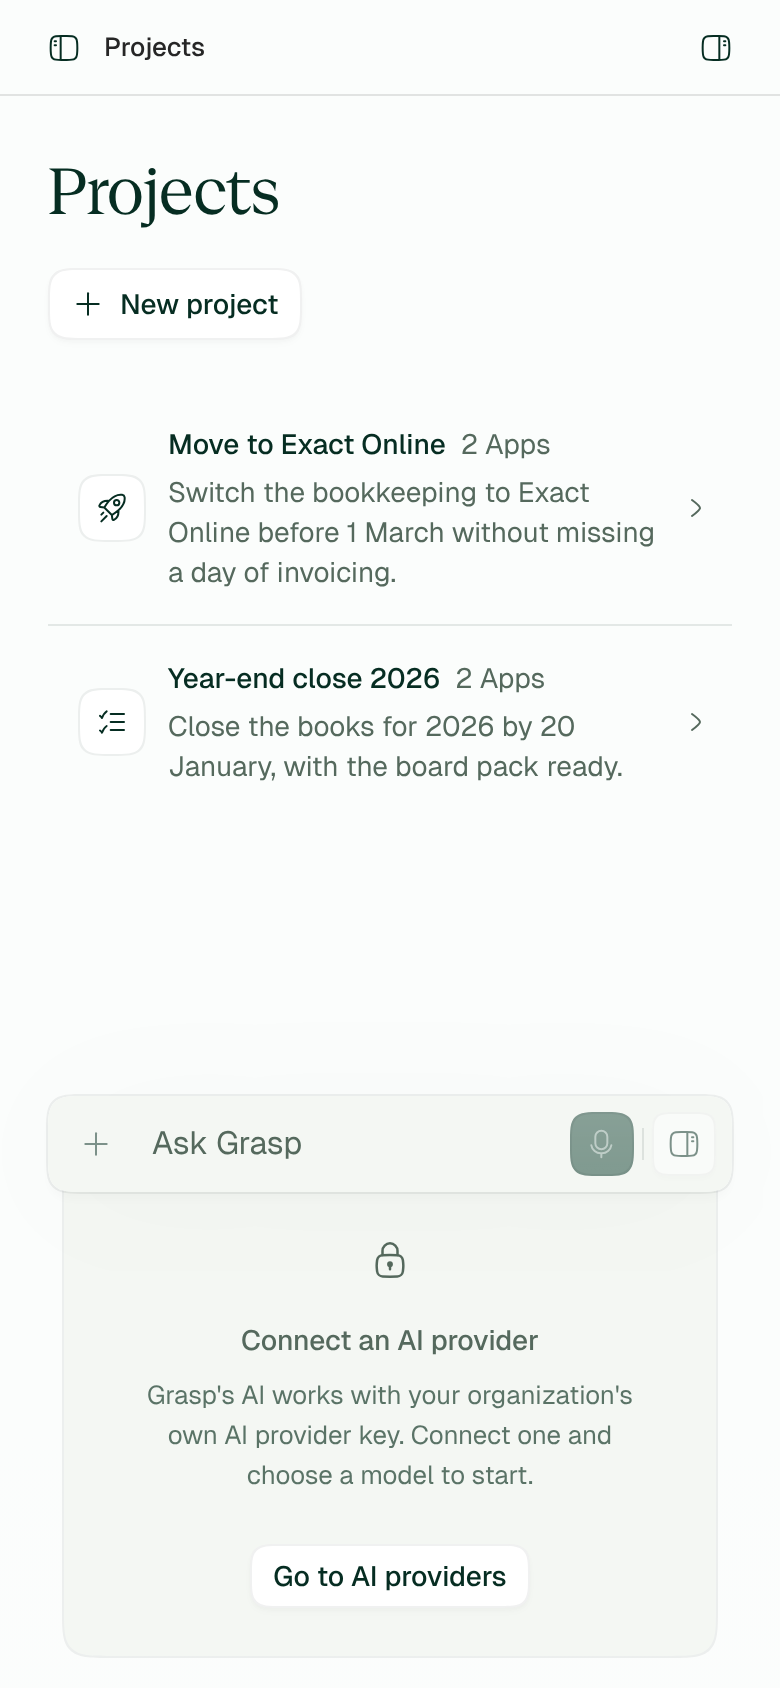 Projects
Projects
New project
Move to Exact Online 2 Apps
Switch the bookkeeping to Exact
Online before 1 March without missing
a day of invoicing.
Year-end close 2026 2 Apps
Close the books for 2026 by 20
January, with the board pack ready.
Ask Grasp
Connect an AI provider
Grasp's AI works with your organization's
own AI provider key. Connect one and
choose a model to start.
Go to AI providers